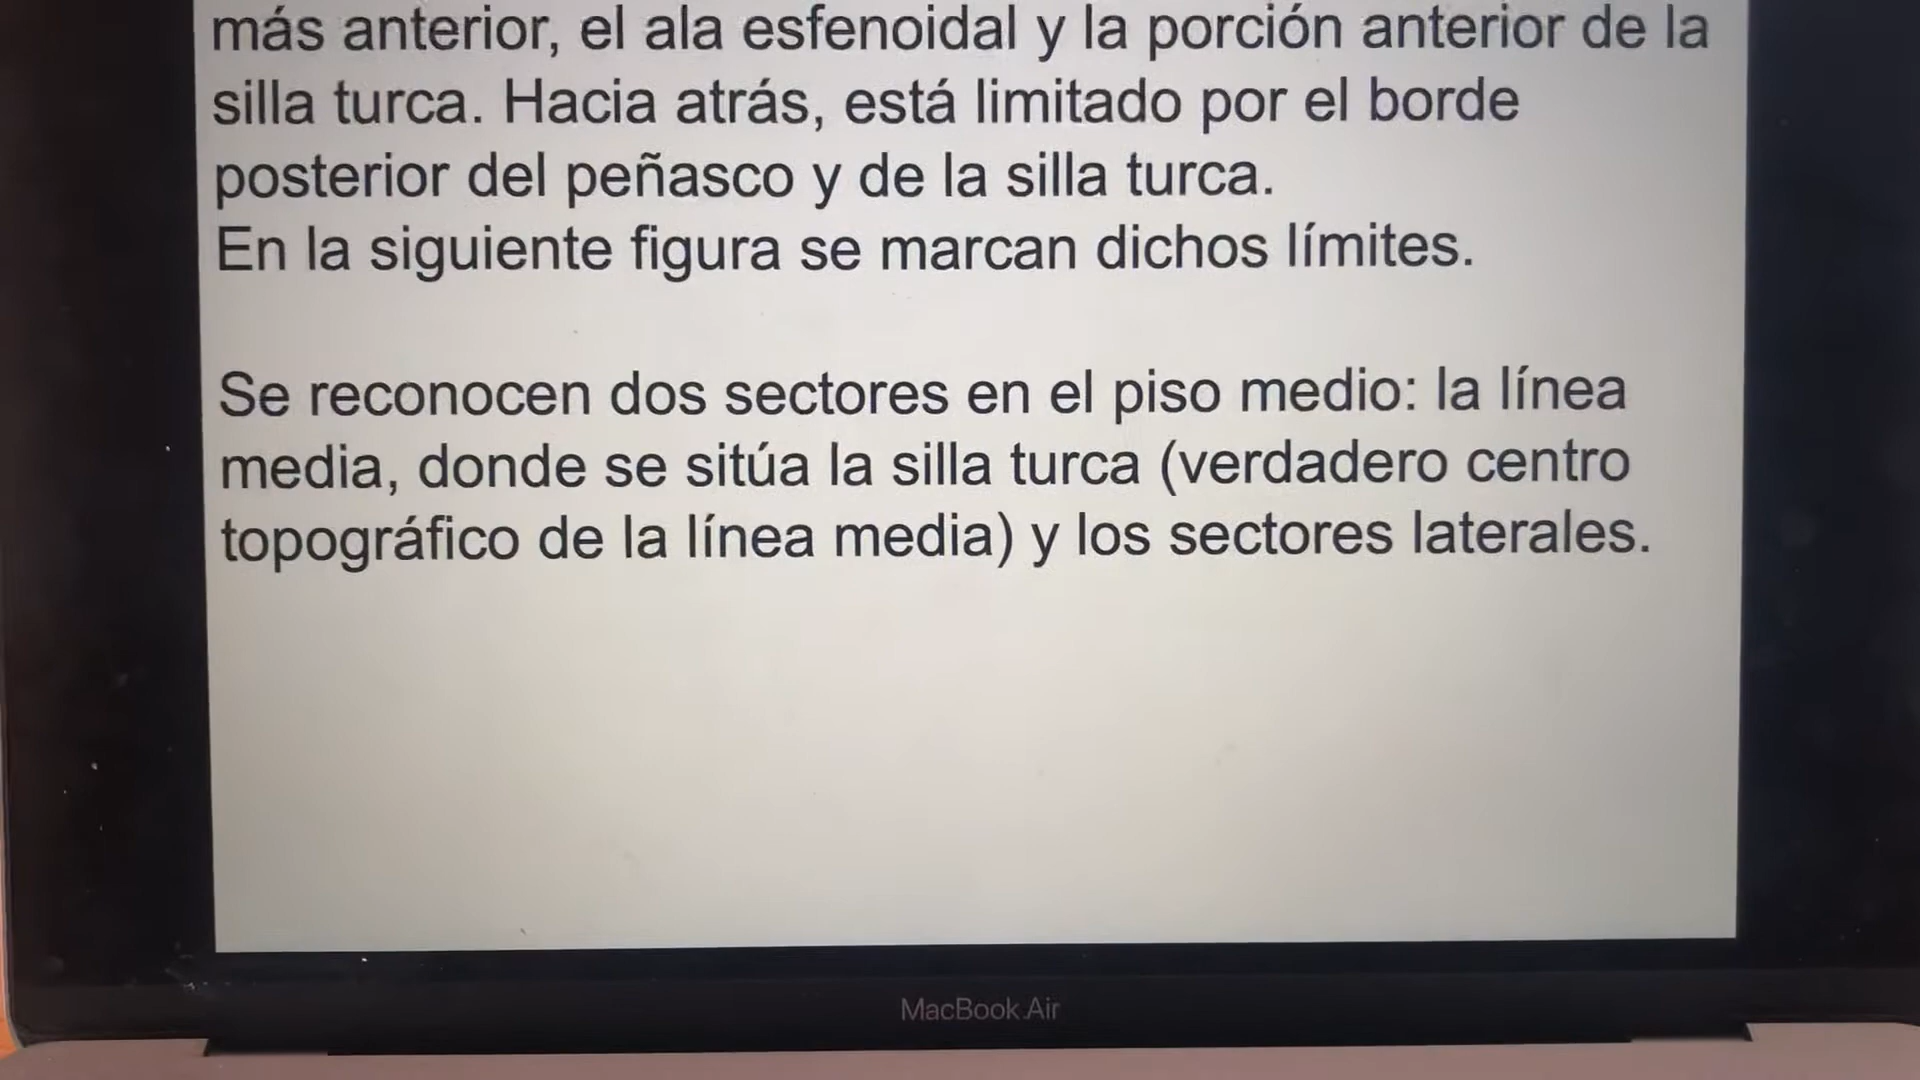 más anterior, el ala esfenoidal y la porción anterior de la
silla turca. Hacia atrás, está limitado por el borde
posterior del peñasco y de la silla turca.
En la siguiente figura se marcan dichos límites.
Se reconocen dos sectores en el piso medio: la línea
media, donde se sitúa la silla turca (verdadero centro
topográfico de la línea media) y los sectores laterales.
MacBook Air